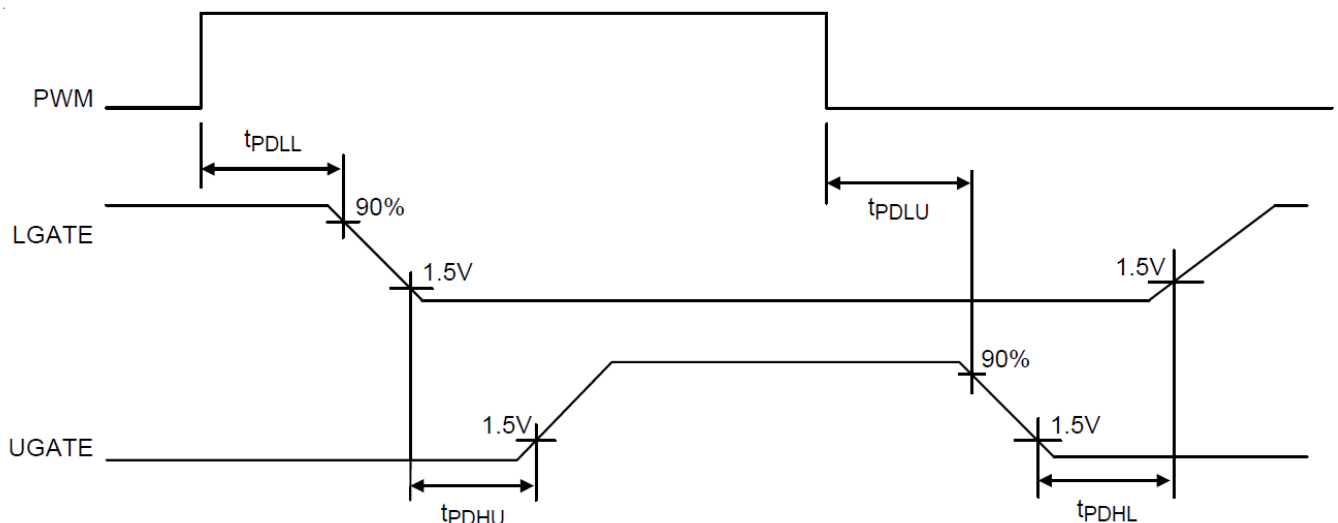 PWM
tPDLL
90%
tPDLU
LGATE
1.5V
1.5V
90%
1.5V
1.5V
UGATE
tPDHU
tPDHL